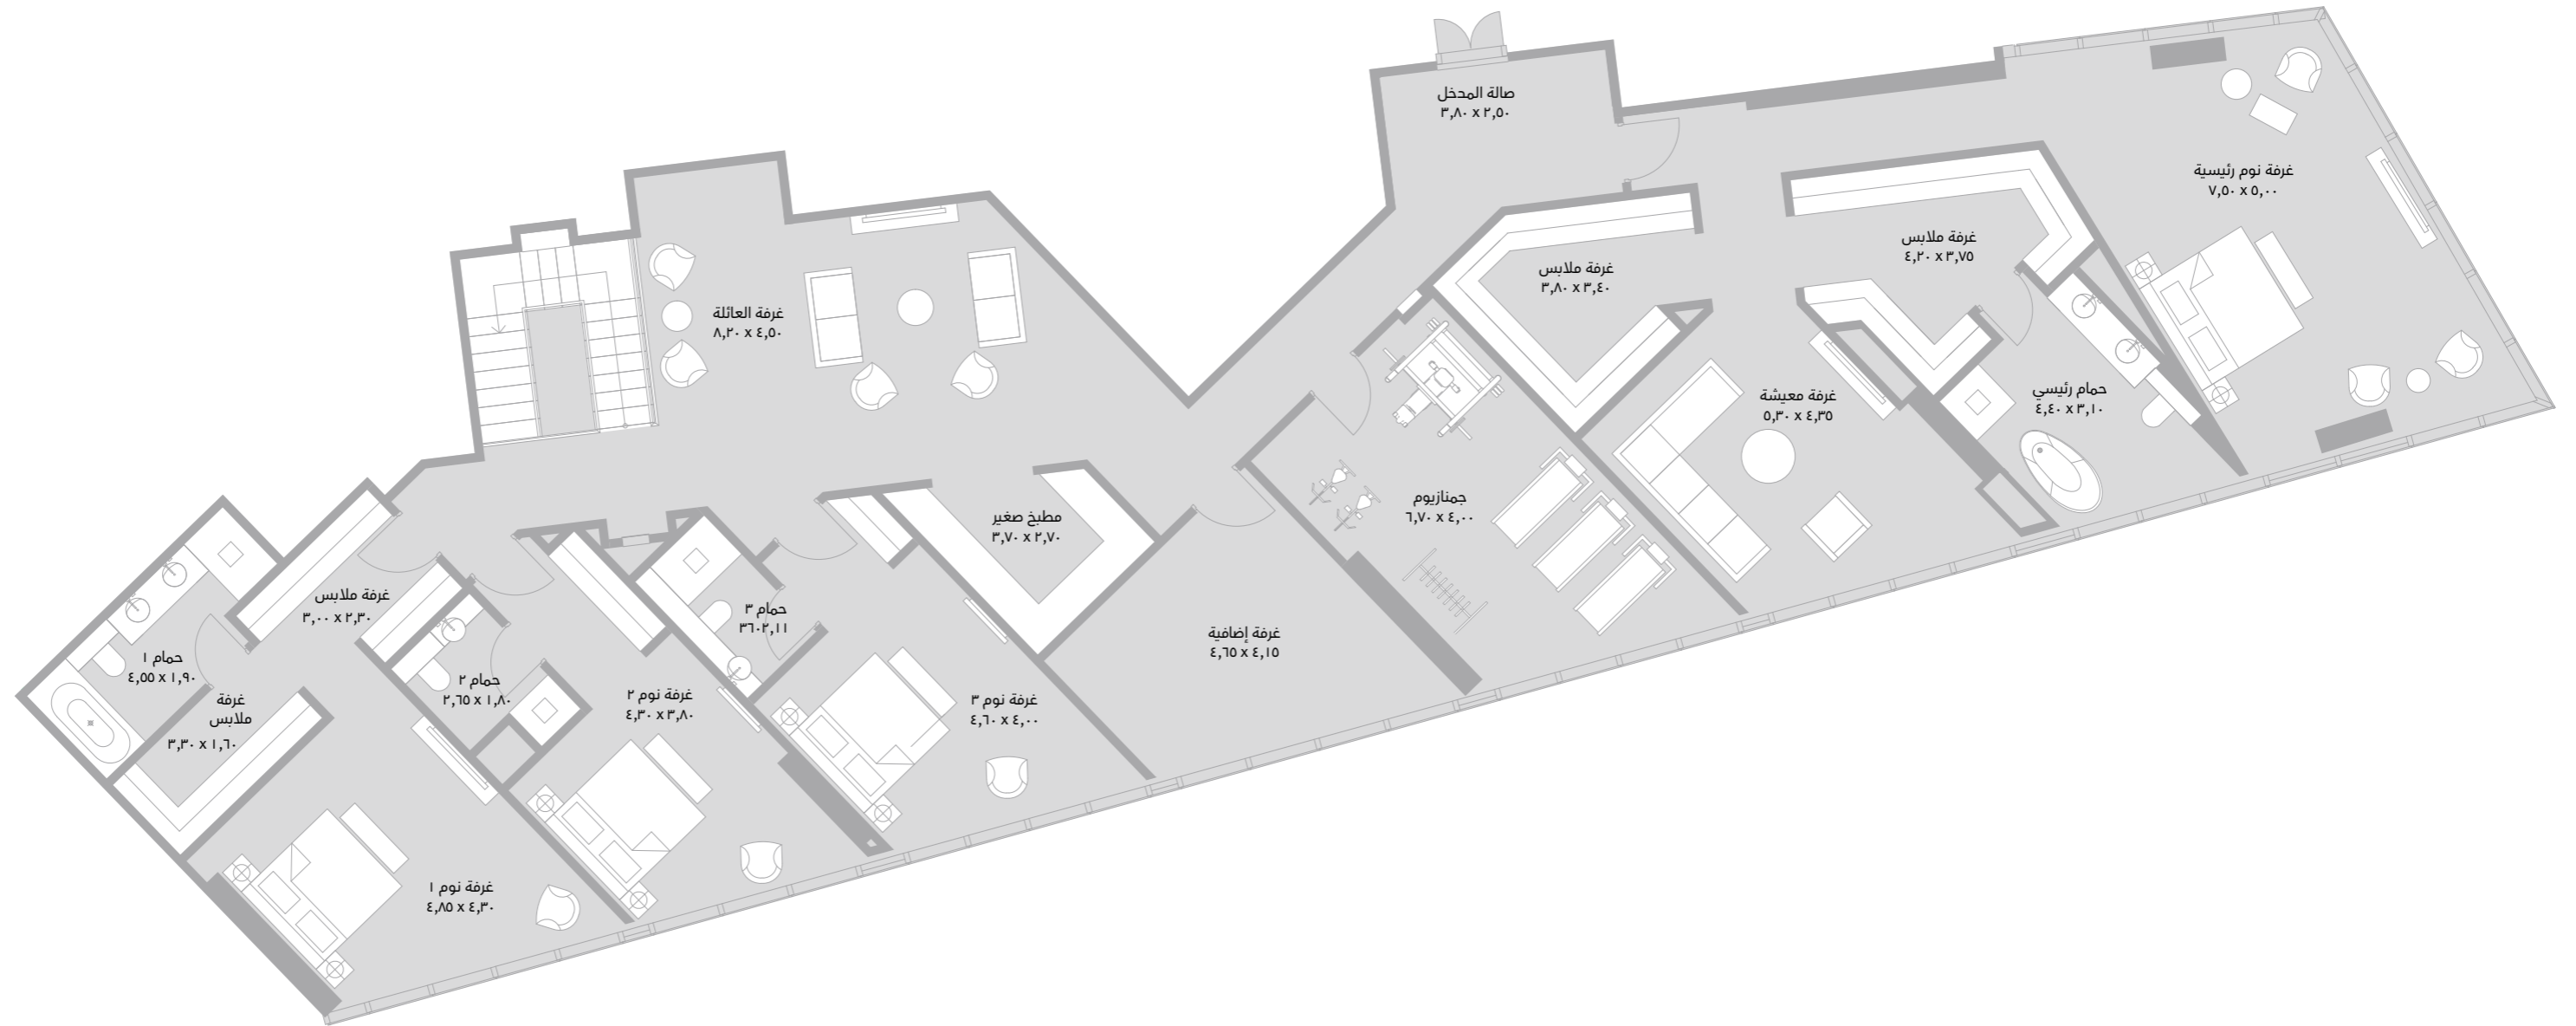 صالة المدخل
٣,٨٠ x ٢,٥٠
غرفة نوم رئيسية
٧,٥٠ x ٥,٠٠
غرفة ملابس
٤,٢٠ x ٣,٧٥
غرفة ملابس
٣,٨٠ x ٣,٤٠
غرفة العائلة
٨,٢٠ x ٤,٥٠
حمام رئيسي
٤,٤٠ x ٣,١٠
غرفة معيشة
٥,٣٠ x ٤,٣٥
جمنازيوم
٦,٧٠ x ٤,٠٠
مطبخ صغير
٣,٧٠ x ٢,٧٠
غرفة إضافية
٤,٦٥ x ٤,١٥
حمام ٣
٣٦٠٢,١١
غرفة ملابس
٣,٠٠ x ٢,٣٠
حمام ١
٤,٥٥ x ١,٩٠
حمام ٢
٢,٦٥ x ١,٨٠
غرفة نوم ٢
٤,٣٠ x ٣,٨٠
غرفة نوم ٣
٤,٦٠ x ٤,٠٠
غرفة
ملابس
٣,٣٠ x ١,٦٠
غرفة نوم ١
٤,٨٥ x ٤,٣٠